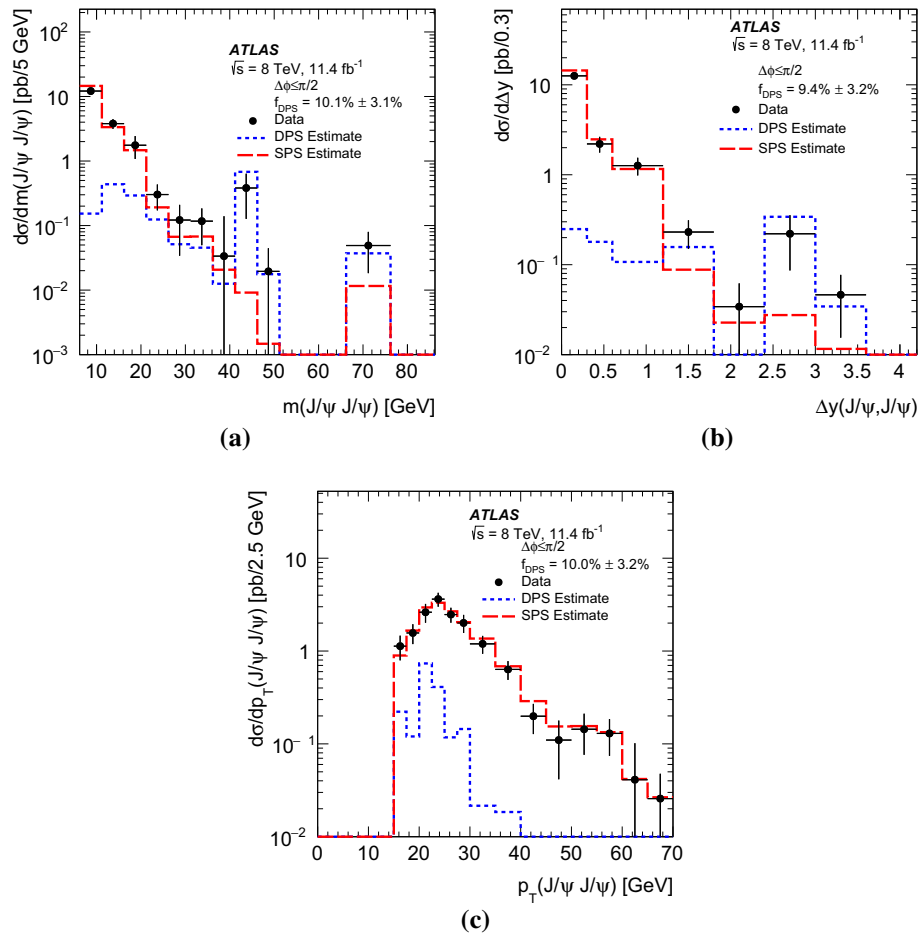 dσ/dm(J/ψ J/ψ) [pb/5 GeV]
10²
10
1
10⁻¹
10⁻²
10⁻³
ATLAS
√s = 8 TeV, 11.4 fb⁻¹
Δϕ≤π/2
f_DPS = 10.1% ± 3.1%
Data
DPS Estimate
SPS Estimate
10 20 30 40 50 60 70 80
m(J/ψ J/ψ) [GeV]
(a)
dσ/dΔy [pb/0.3]
10
1
10⁻¹
10⁻²
ATLAS
√s = 8 TeV, 11.4 fb⁻¹
Δϕ≤π/2
f_DPS = 9.4% ± 3.2%
Data
DPS Estimate
SPS Estimate
0 0.5 1 1.5 2 2.5 3 3.5 4
Δy(J/ψ,J/ψ)
(b)
dσ/dp_T(J/ψ J/ψ) [pb/2.5 GeV]
10
1
10⁻¹
10⁻²
ATLAS
√s = 8 TeV, 11.4 fb⁻¹
Δϕ≤π/2
f_DPS = 10.0% ± 3.2%
Data
DPS Estimate
SPS Estimate
0 10 20 30 40 50 60 70
p_T(J/ψ J/ψ) [GeV]
(c)